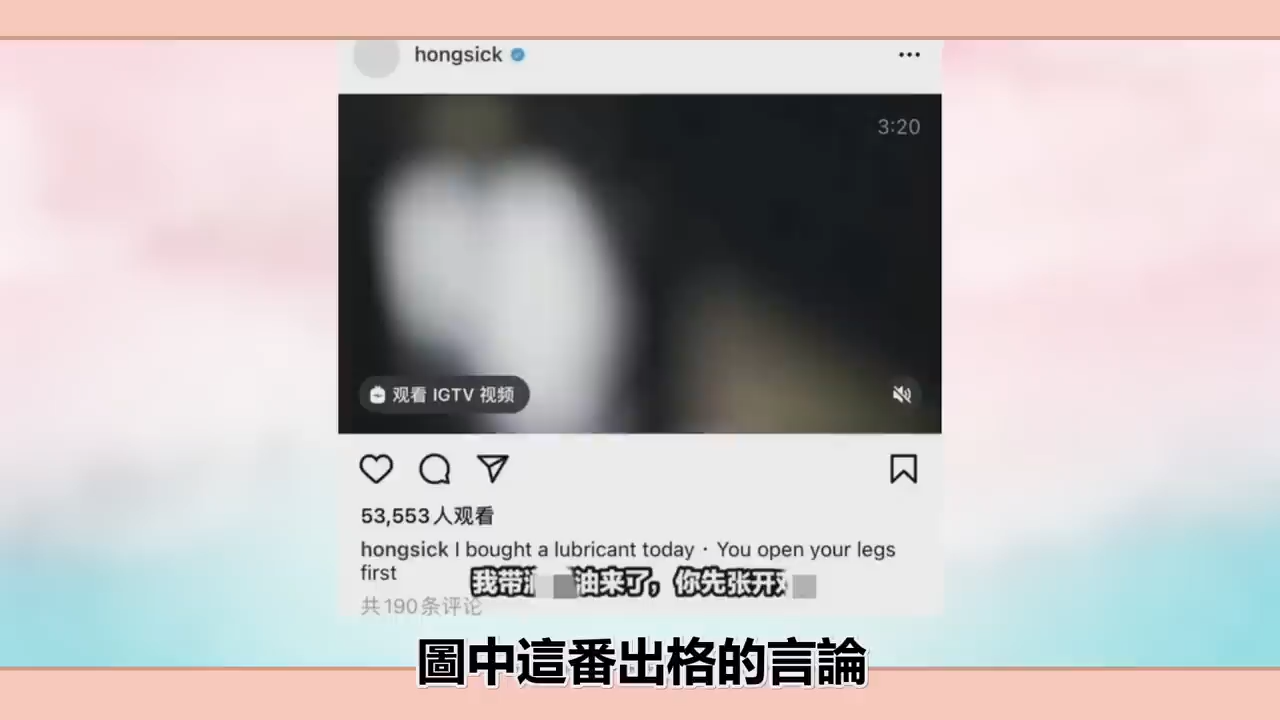 hongsick
3:20
观看 IGTV 视频
53,553人观看
hongsick I bought a lubricant today · You open your legs
first
我带 油来了，你先张开
共190条评论
圖中這番出格的言論